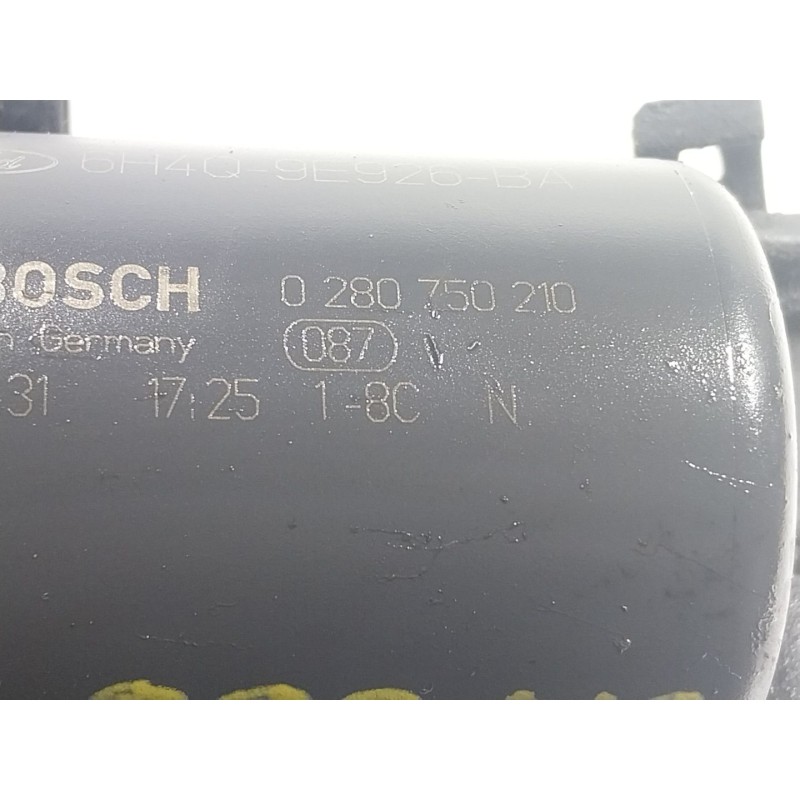 6H4Q-9E926-BA
BOSCH 0 280 750 210
Germany 087
31 17:25 1-8C N